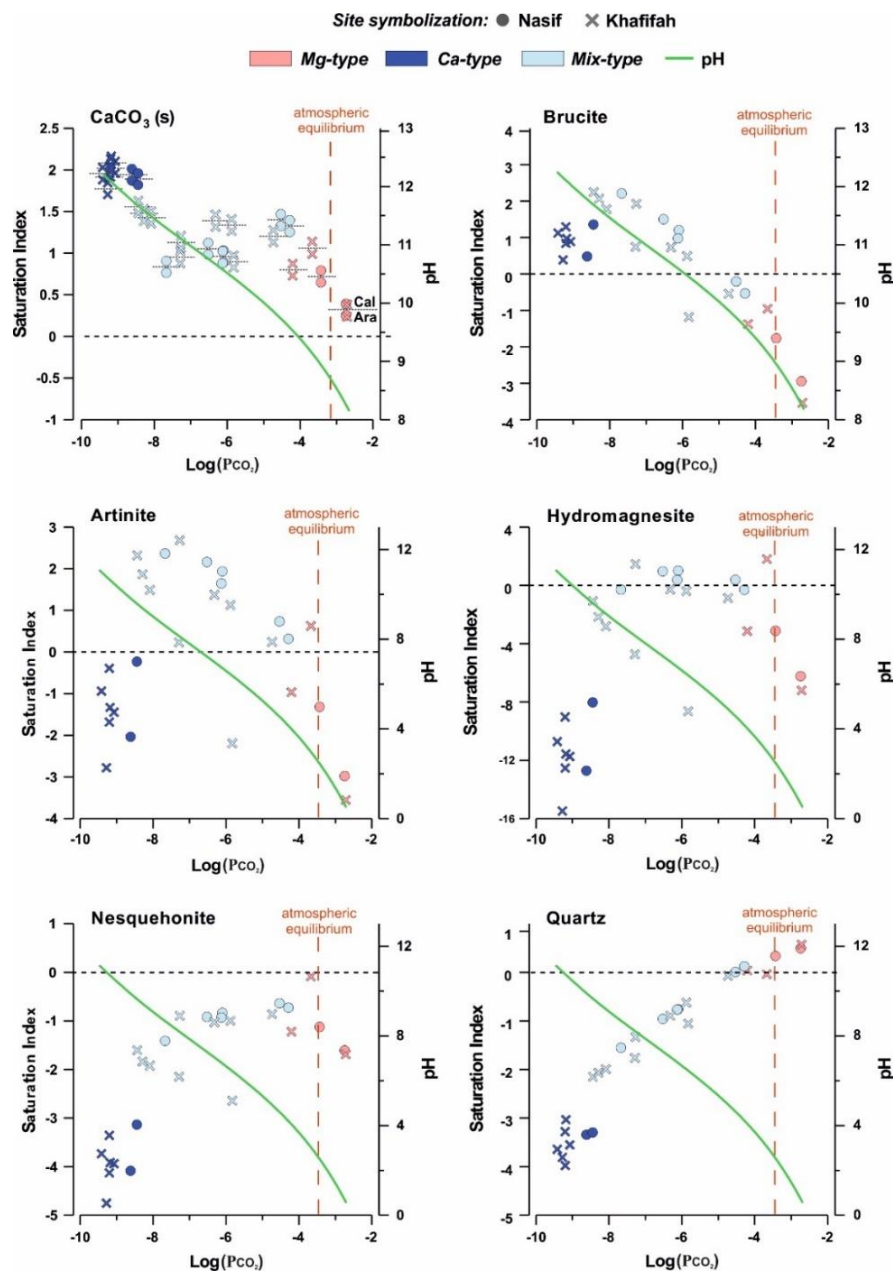 Site symbolization: Nasif Khafifah
Mg-type Ca-type Mix-type pH
CaCO₃ (s)
atmospheric
equilibrium
2.5
2
1.5
1
0.5
0
-0.5
-1
13
12
11
10
9
8
Cal
Ara
-10 -8 -6 -4 -2
Saturation Index
pH
Log(PCO₂)
Brucite
atmospheric
equilibrium
4
3
2
1
0
-1
-2
-3
-4
13
12
11
10
9
8
-10 -8 -6 -4 -2
Saturation Index
pH
Log(PCO₂)
Artinite
atmospheric
equilibrium
3
2
1
0
-1
-2
-3
-4
12
8
4
0
-10 -8 -6 -4 -2
Saturation Index
pH
Log(PCO₂)
Hydromagnesite
atmospheric
equilibrium
4
0
-4
-8
-12
-16
12
8
4
0
-10 -8 -6 -4 -2
Saturation Index
pH
Log(PCO₂)
Nesquehonite
atmospheric
equilibrium
1
0
-1
-2
-3
-4
-5
12
8
4
0
-10 -8 -6 -4 -2
Saturation Index
pH
Log(PCO₂)
Quartz
atmospheric
equilibrium
1
0
-1
-2
-3
-4
-5
12
8
4
0
-10 -8 -6 -4 -2
Saturation Index
pH
Log(PCO₂)